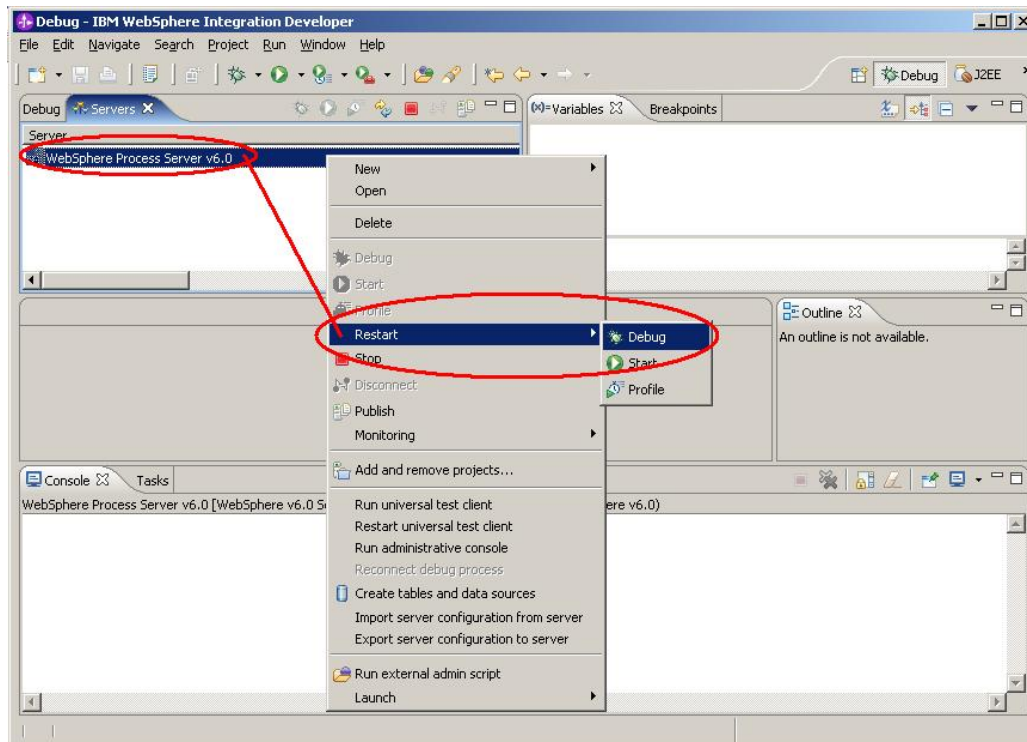 Debug - IBM WebSphere Integration Developer
File Edit Navigate Search Project Run Window Help
Debug J2EE
Debug Servers (x)=Variables Breakpoints
Server
WebSphere Process Server v6.0
New
Open
Delete
Debug
Start
Profile
Restart
Debug
Stop
Start
Disconnect
Profile
Publish
Monitoring
Outline
An outline is not available.
Add and remove projects...
Console Tasks
WebSphere Process Server v6.0 [WebSphere v6.0 S ere v6.0)
Run universal test client
Restart universal test client
Run administrative console
Reconnect debug process
Create tables and data sources
Import server configuration from server
Export server configuration to server
Run external admin script
Launch